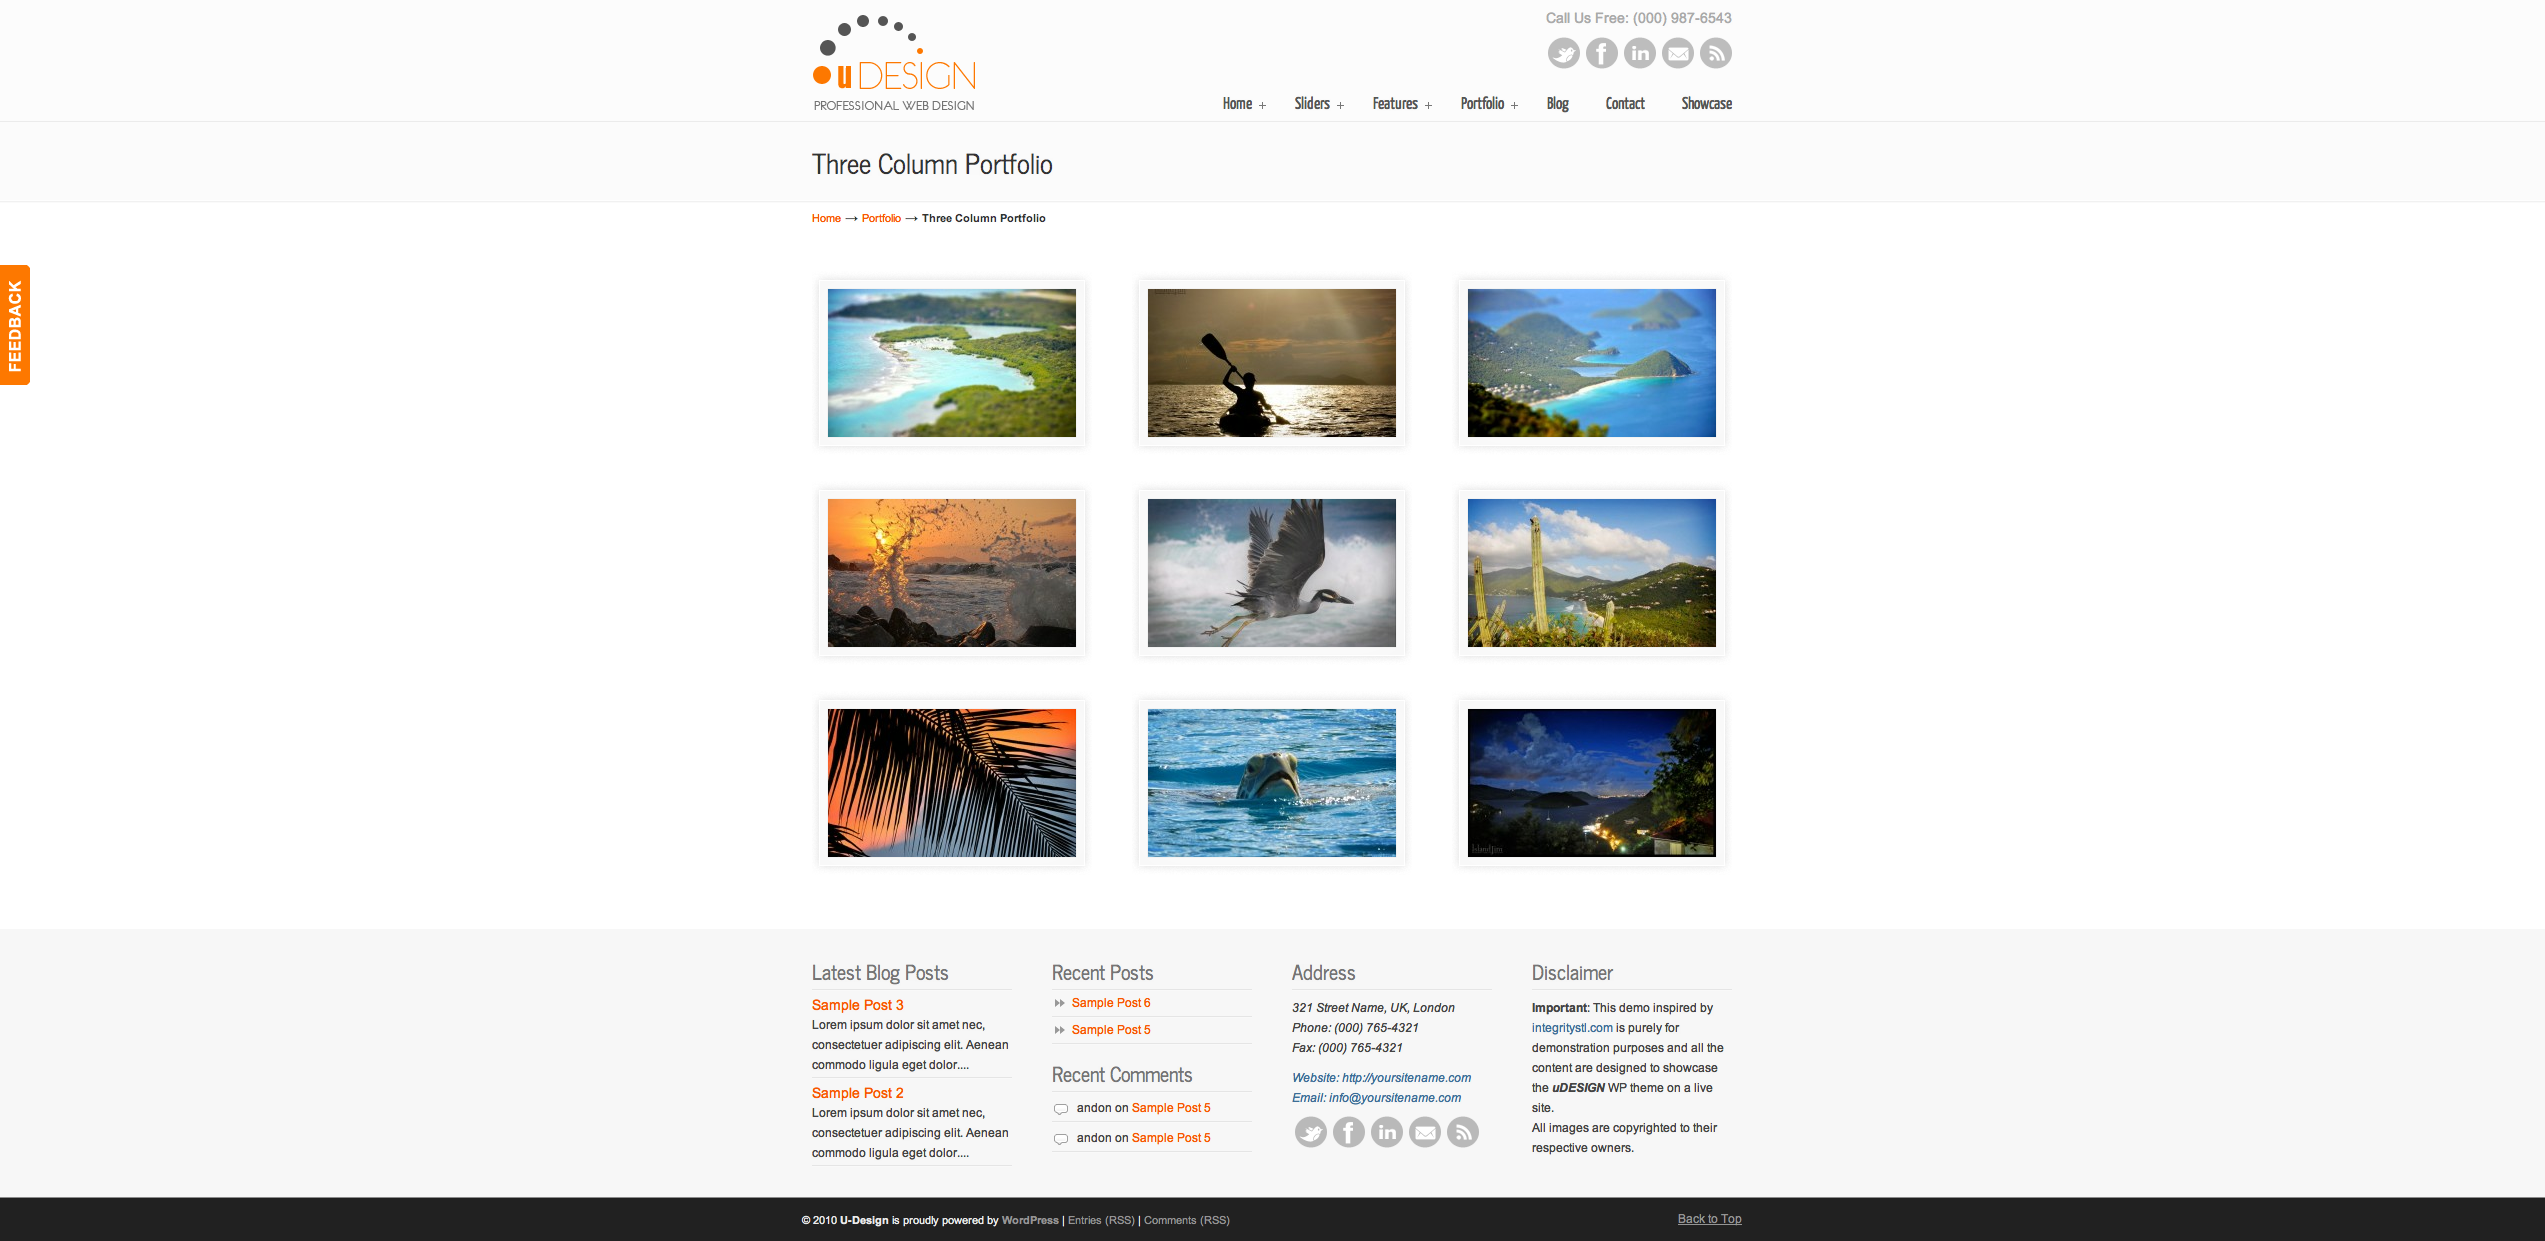 Call Us Free: (000) 987-6543
uDESIGN
PROFESSIONAL WEB DESIGN
Home + Sliders + Features + Portfolio + Blog Contact Showcase
Three Column Portfolio
Home → Portfolio → Three Column Portfolio
FEEDBACK
IslandJim
Latest Blog Posts
Sample Post 3
Lorem ipsum dolor sit amet nec,
consectetuer adipiscing elit. Aenean
commodo ligula eget dolor....
Sample Post 2
Lorem ipsum dolor sit amet nec,
consectetuer adipiscing elit. Aenean
commodo ligula eget dolor....
Recent Posts
Sample Post 6
Sample Post 5
Recent Comments
andon on Sample Post 5
andon on Sample Post 5
Address
321 Street Name, UK, London
Phone: (000) 765-4321
Fax: (000) 765-4321
Website: http://yoursitename.com
Email: info@yoursitename.com
Disclaimer
Important: This demo inspired by
integritystl.com is purely for
demonstration purposes and all the
content are designed to showcase
the uDESIGN WP theme on a live
site.
All images are copyrighted to their
respective owners.
© 2010 U-Design is proudly powered by WordPress | Entries (RSS) | Comments (RSS)
Back to Top